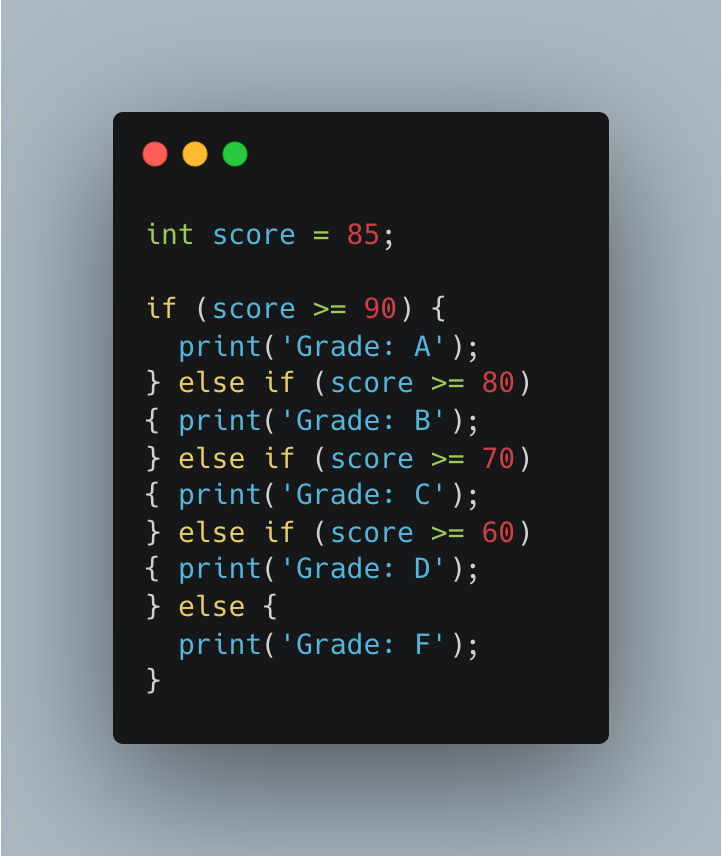 int score = 85;

if (score >= 90) {
  print('Grade: A');
} else if (score >= 80)
{ print('Grade: B');
} else if (score >= 70)
{ print('Grade: C');
} else if (score >= 60)
{ print('Grade: D');
} else {
  print('Grade: F');
}